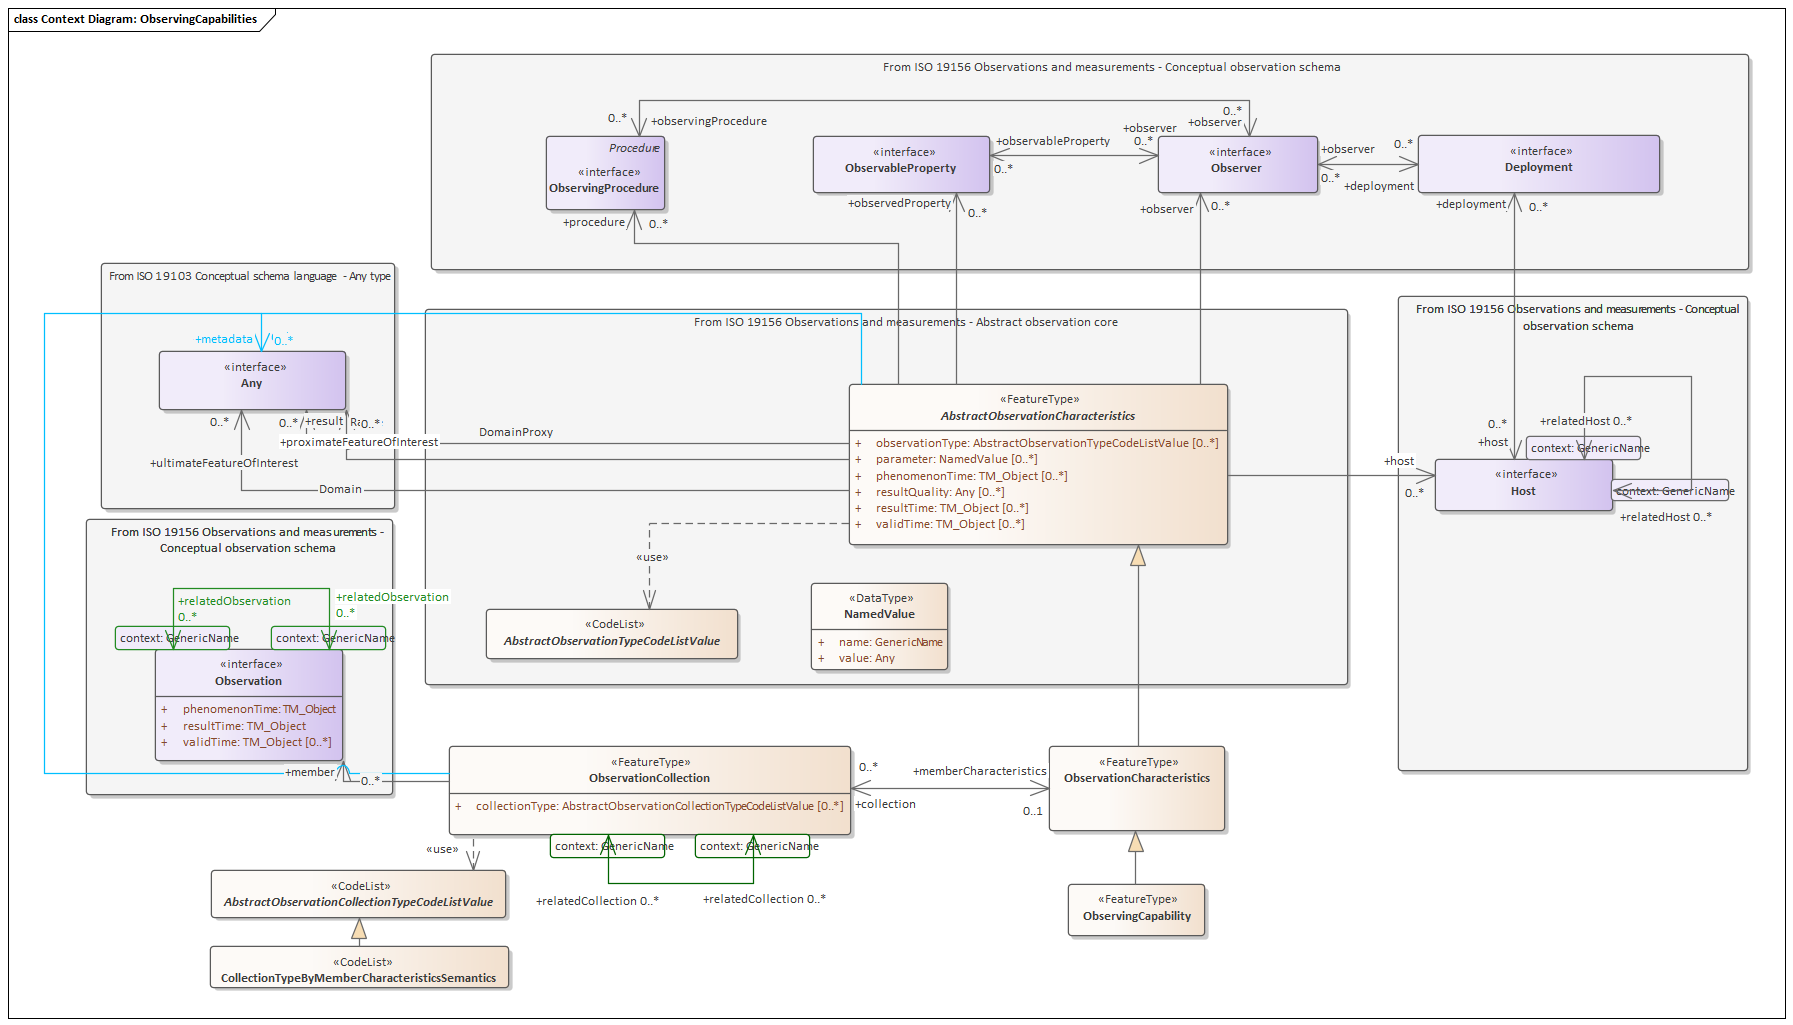 class Context Diagram: ObservingCapabilities
From ISO 19156 Observations and measurements - Conceptual observation schema
0..*
+observingProcedure
0..*
+observer
Procedure
«interface»
ObservingProcedure
+procedure
0..*
«interface»
ObservableProperty
+observableProperty
0..*
+observer
0..*
+observedProperty
0..*
«interface»
Observer
+observer
0..*
+observer
0..*
0..*
+deployment
«interface»
Deployment
+deployment
0..*
From ISO 19103 Conceptual schema language - Any type
+metadata
0..*
«interface»
Any
0..*
0..*
+result
0..*
+proximateFeatureOfInterest
+ultimateFeatureOfInterest
DomainProxy
Domain
From ISO 19156 Observations and measurements - Abstract observation core
«FeatureType»
AbstractObservationCharacteristics
+ observationType: AbstractObservationTypeCodeListValue [0..*]
+ parameter: NamedValue [0..*]
+ phenomenonTime: TM_Object [0..*]
+ resultQuality: Any [0..*]
+ resultTime: TM_Object [0..*]
+ validTime: TM_Object [0..*]
«use»
«CodeList»
AbstractObservationTypeCodeListValue
«DataType»
NamedValue
+ name: GenericName
+ value: Any
From ISO 19156 Observations and measurements - Conceptual
observation schema
+relatedHost 0..*
0..*
+host
context: GenericName
+host
0..*
«interface»
Host
context: GenericName
+relatedHost 0..*
From ISO 19156 Observations and measurements -
Conceptual observation schema
+relatedObservation
0..*
+relatedObservation
0..*
context: GenericName
context: GenericName
«interface»
Observation
+ phenomenonTime: TM_Object
+ resultTime: TM_Object
+ validTime: TM_Object [0..*]
+member
0..*
«FeatureType»
ObservationCollection
+ collectionType: AbstractObservationCollectionTypeCodeListValue [0..*]
0..*
+collection
+memberCharacteristics
0..1
«FeatureType»
ObservationCharacteristics
context: GenericName
context: GenericName
+relatedCollection 0..*
+relatedCollection 0..*
«use»
«CodeList»
AbstractObservationCollectionTypeCodeListValue
«CodeList»
CollectionTypeByMemberCharacteristicsSemantics
«FeatureType»
ObservingCapability